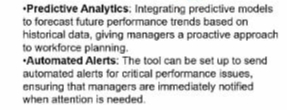 •Predictive Analytics: Integrating predictive models
to forecast future performance trends based on
historical data, giving managers a proactive approach
to workforce planning.
•Automated Alerts: The tool can be set up to send
automated alerts for critical performance issues,
ensuring that managers are immediately notified
when attention is needed.